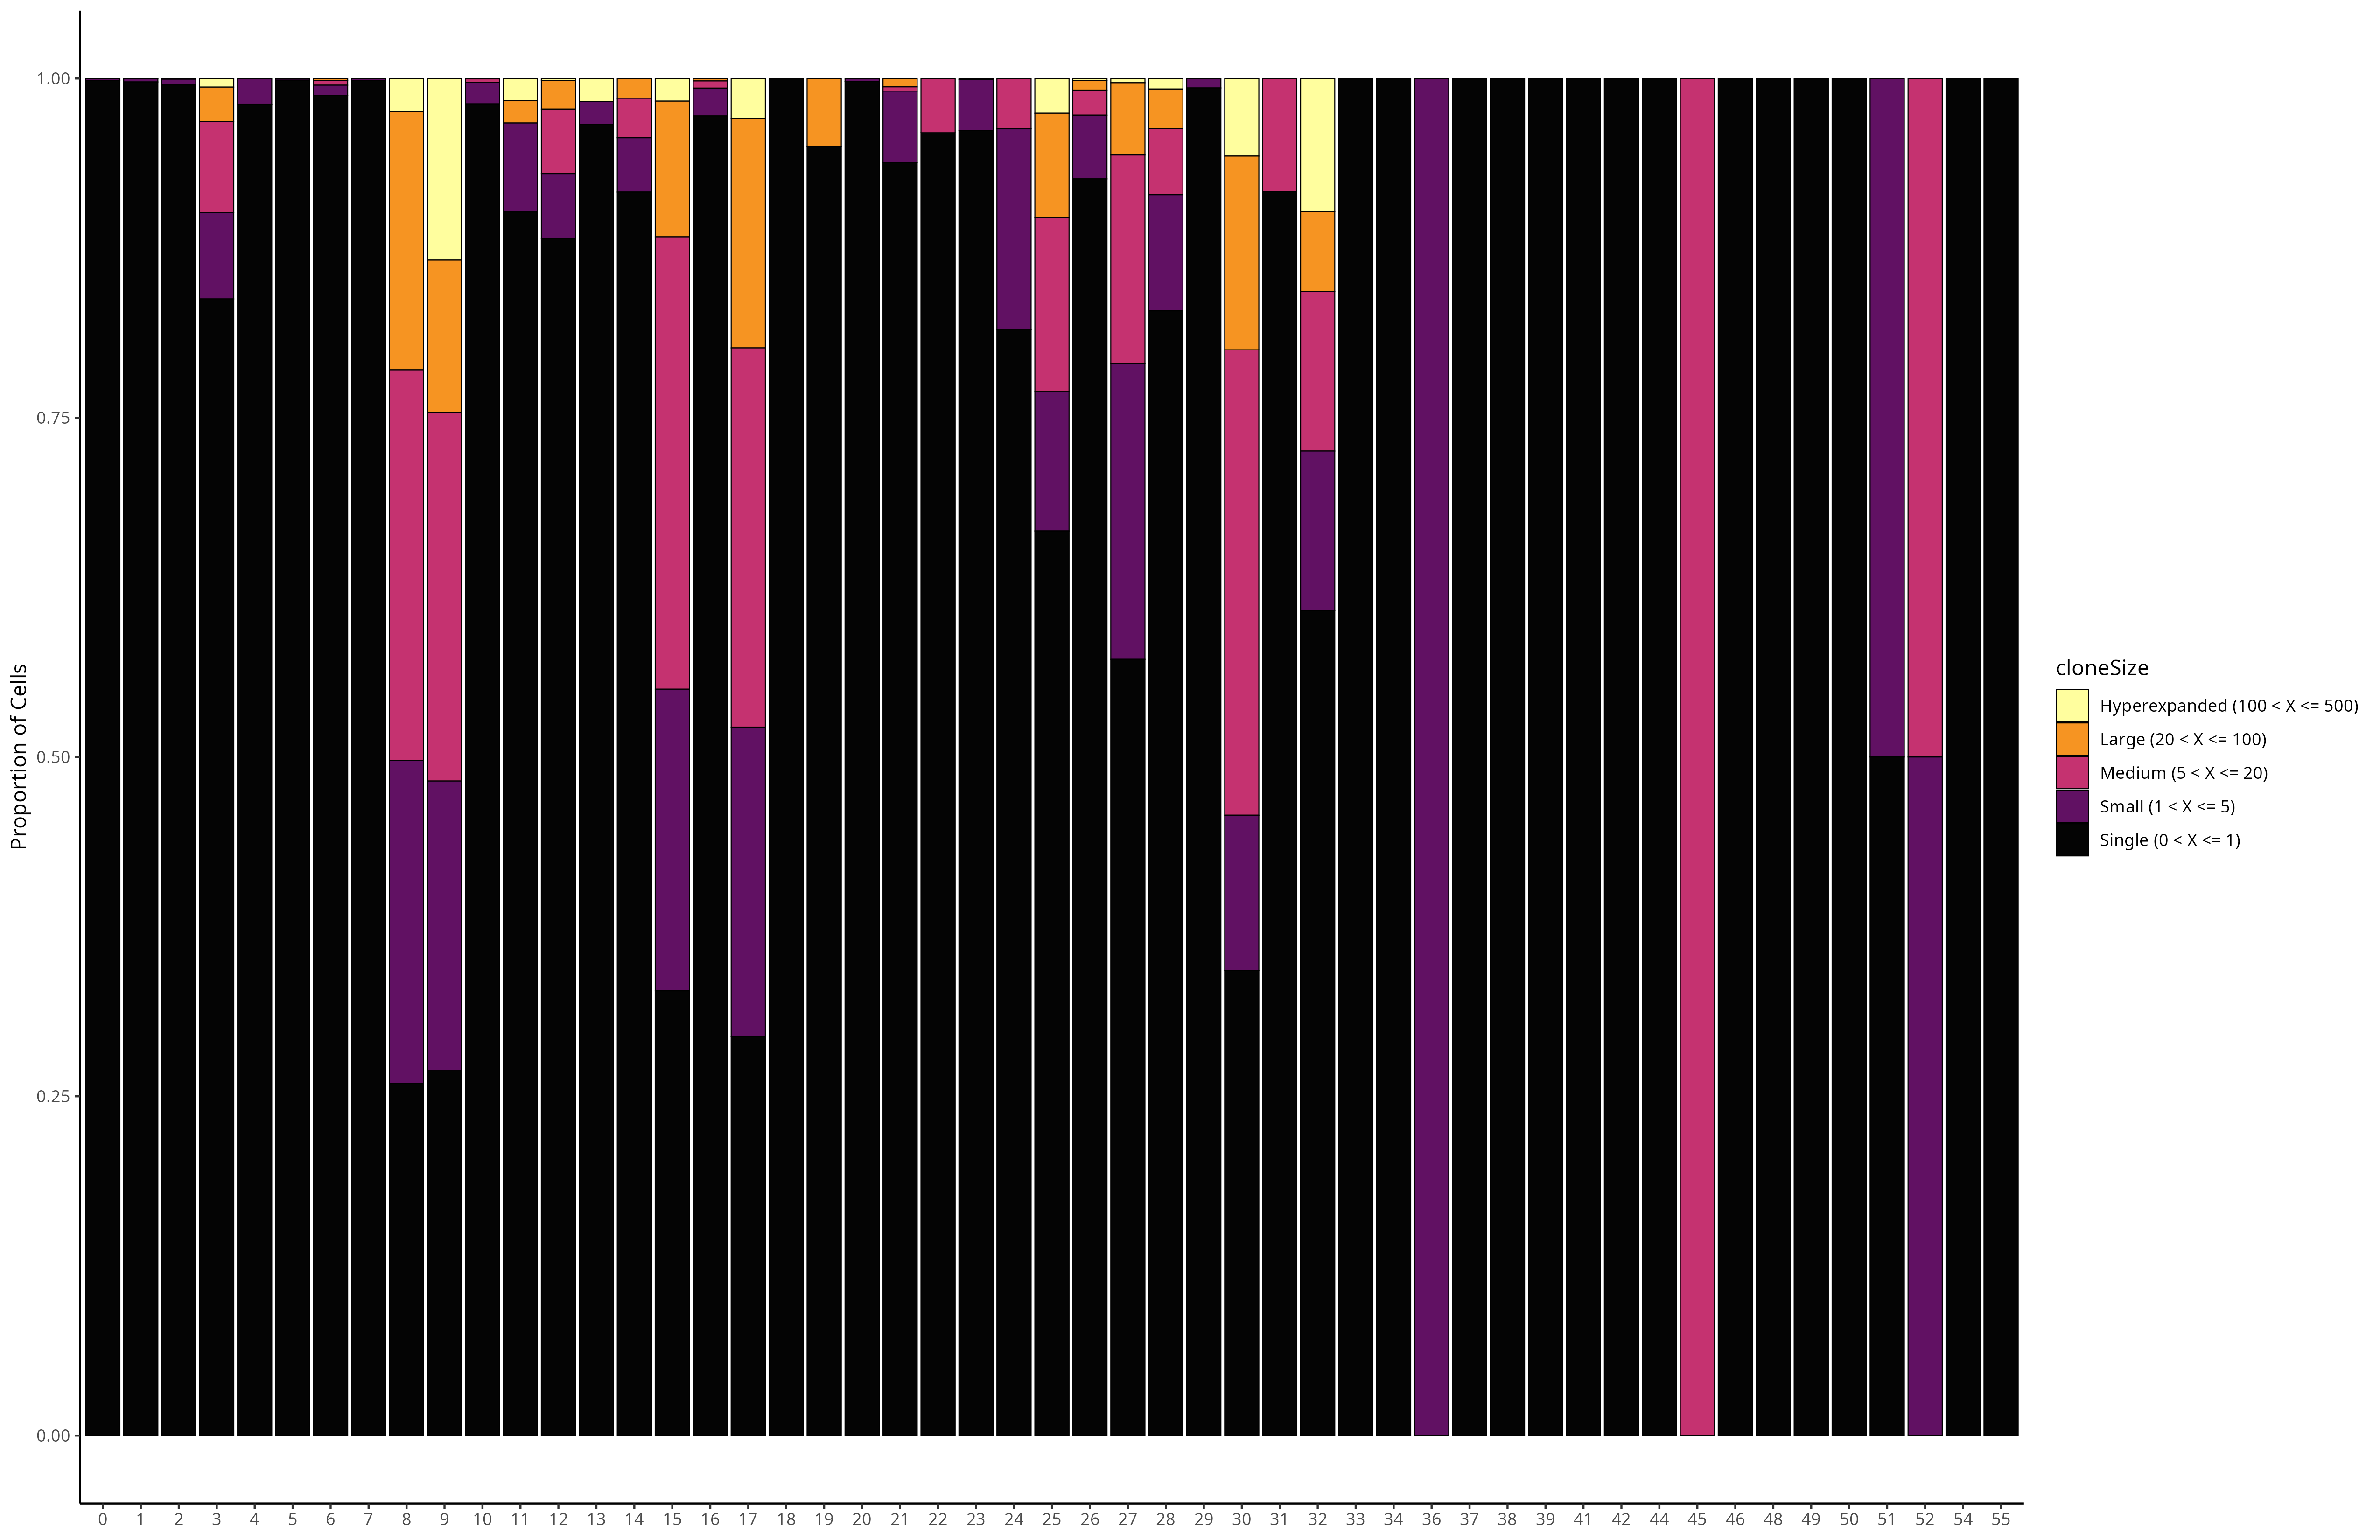 Proportion of Cells
1.00
0.75
0.50
0.25
0.00
0 1 2 3 4 5 6 7 8 9 10 11 12 13 14 15 16 17 18 19 20 21 22 23 24 25 26 27 28 29 30 31 32 33 34 36 37 38 39 41 42 44 45 46 48 49 50 51 52 54 55
cloneSize
Hyperexpanded (100 < X <= 500)
Large (20 < X <= 100)
Medium (5 < X <= 20)
Small (1 < X <= 5)
Single (0 < X <= 1)